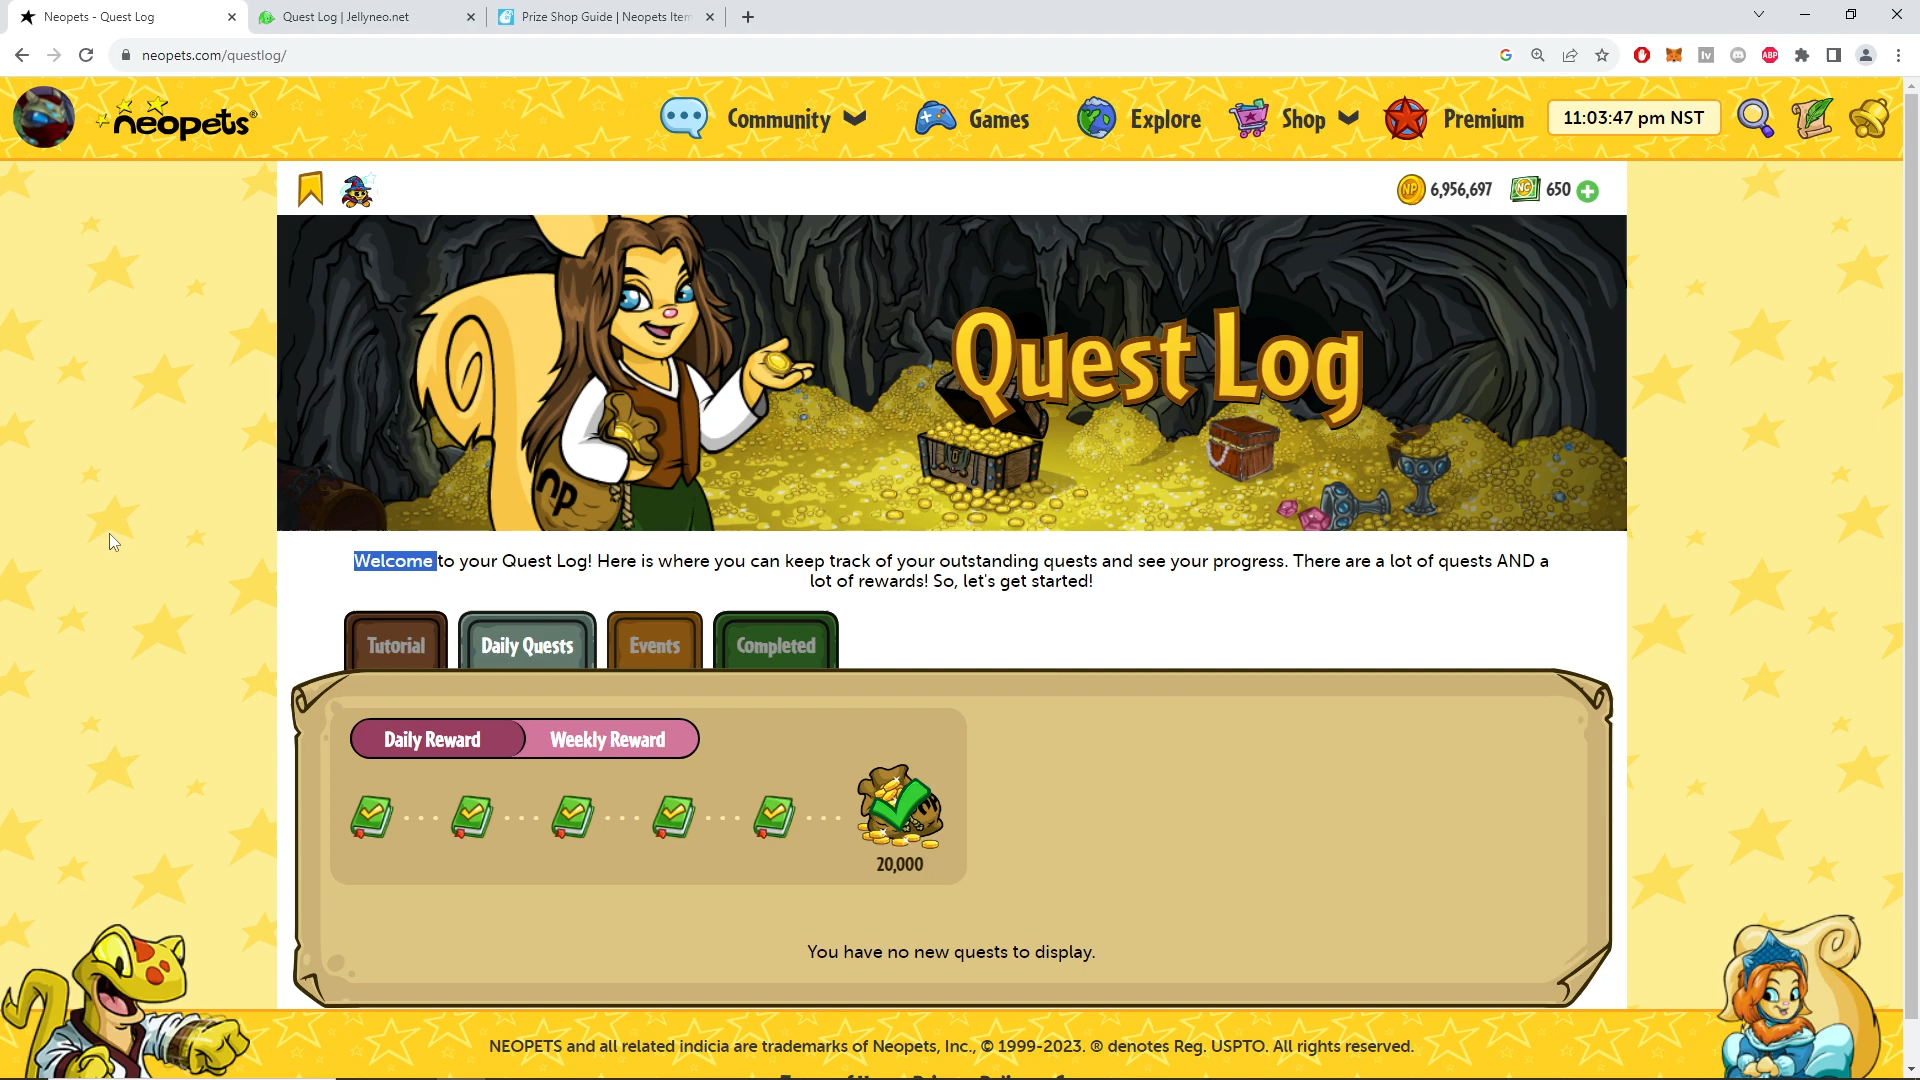 Neopets - Quest Log
Quest Log | Jellyneo.net
Prize Shop Guide | Neopets Item
neopets.com/questlog/
neopets®
Community
Games
Explore
Shop
Premium
11:03:47 pm NST
NP 6,956,697
NC 650
Quest Log
np
Welcome to your Quest Log! Here is where you can keep track of your outstanding quests and see your progress. There are a lot of quests AND a
lot of rewards! So, let's get started!
Tutorial
Daily Quests
Events
Completed
Daily Reward
Weekly Reward
20,000
You have no new quests to display.
NEOPETS and all related indicia are trademarks of Neopets, Inc., © 1999-2023. ® denotes Reg. USPTO. All rights reserved.